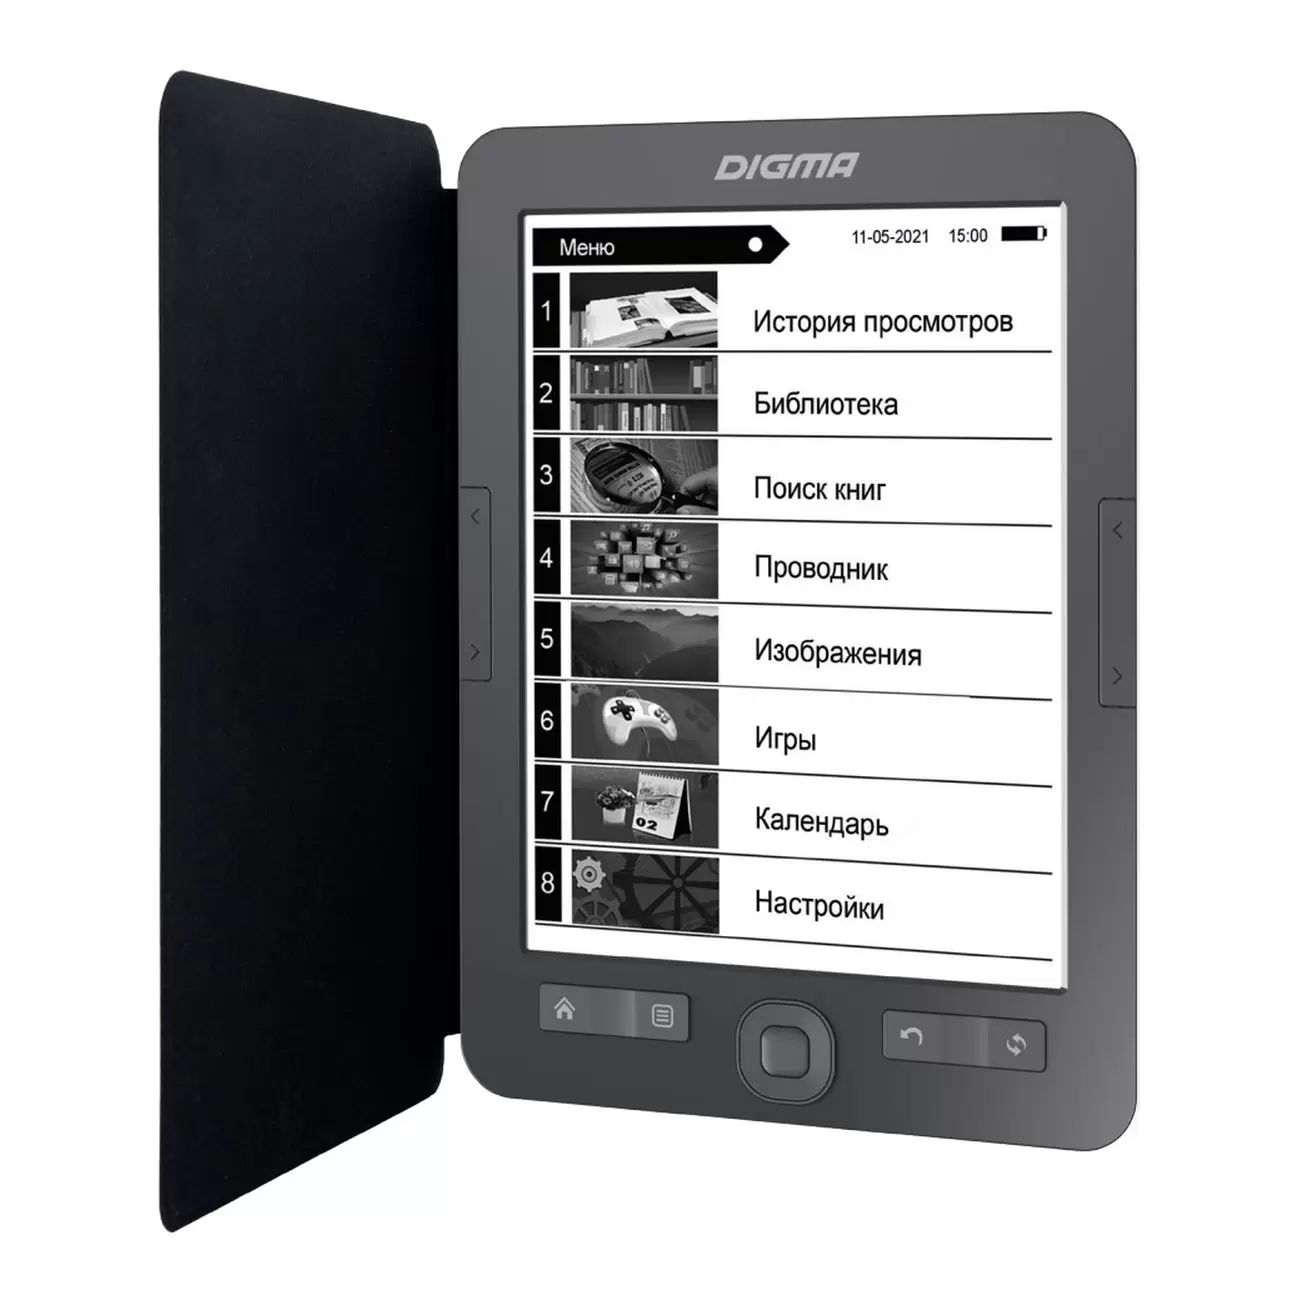 DIGMA
Меню 11-05-2021 15:00
1 История просмотров
2 Библиотека
3 Поиск книг
4 Проводник
5 Изображения
6 Игры
7 02 Календарь
8 Настройки